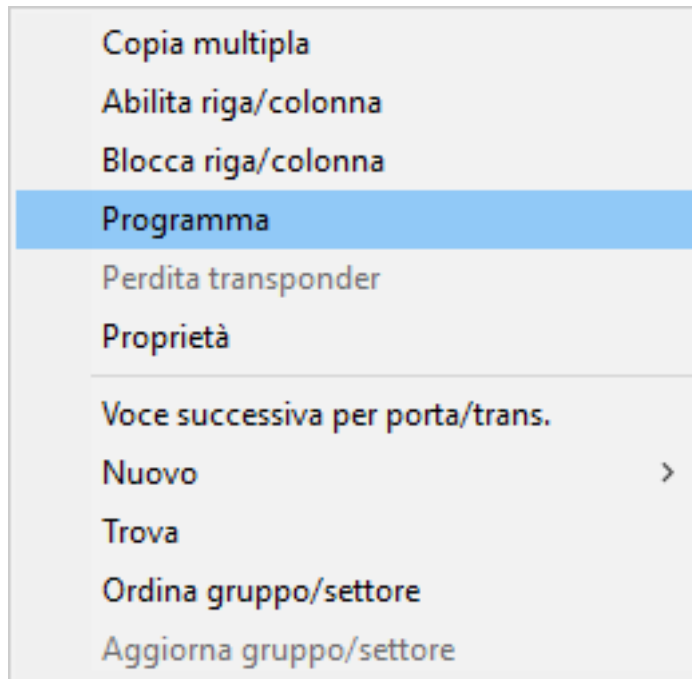 Copia multipla
Abilita riga/colonna
Blocca riga/colonna
Programma
Perdita transponder
Proprietà
Voce successiva per porta/trans.
Nuovo
Trova
Ordina gruppo/settore
Aggiorna gruppo/settore